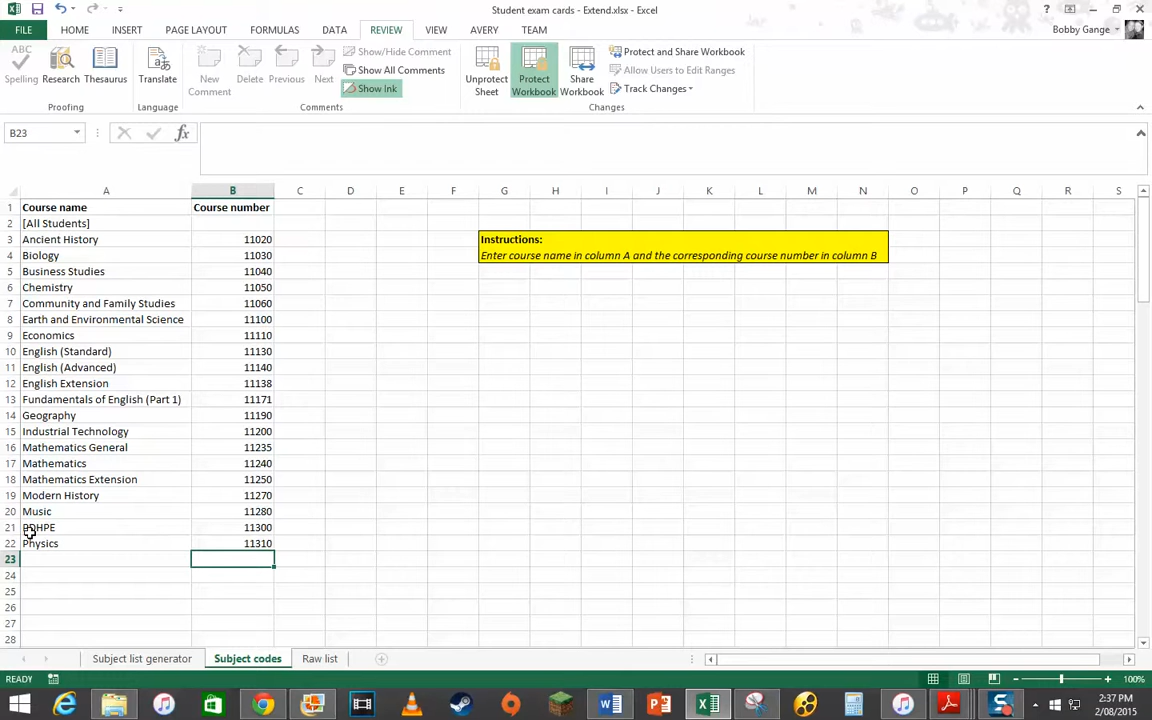 Student exam cards - Extend.xlsx - Excel
FILE HOME INSERT PAGE LAYOUT FORMULAS DATA REVIEW VIEW AVERY TEAM Bobby Gange
Spelling Research Thesaurus Translate New Comment Delete Previous Next Show/Hide Comment Show All Comments Show Ink Unprotect Sheet Protect Workbook Share Workbook Protect and Share Workbook Allow Users to Edit Ranges Track Changes
Proofing Language Comments Changes
B23 fx
A B C D E F G H I J K L M N O P Q R S
1 Course name Course number
2 [All Students]
3 Ancient History 11020 Instructions:
4 Biology 11030 Enter course name in column A and the corresponding course number in column B
5 Business Studies 11040
6 Chemistry 11050
7 Community and Family Studies 11060
8 Earth and Environmental Science 11100
9 Economics 11110
10 English (Standard) 11130
11 English (Advanced) 11140
12 English Extension 11138
13 Fundamentals of English (Part 1) 11171
14 Geography 11190
15 Industrial Technology 11200
16 Mathematics General 11235
17 Mathematics 11240
18 Mathematics Extension 11250
19 Modern History 11270
20 Music 11280
21 PDHPE 11300
22 Physics 11310
23
24
25
26
27
28
Subject list generator Subject codes Raw list
READY 100%
2:37 PM
2/08/2015